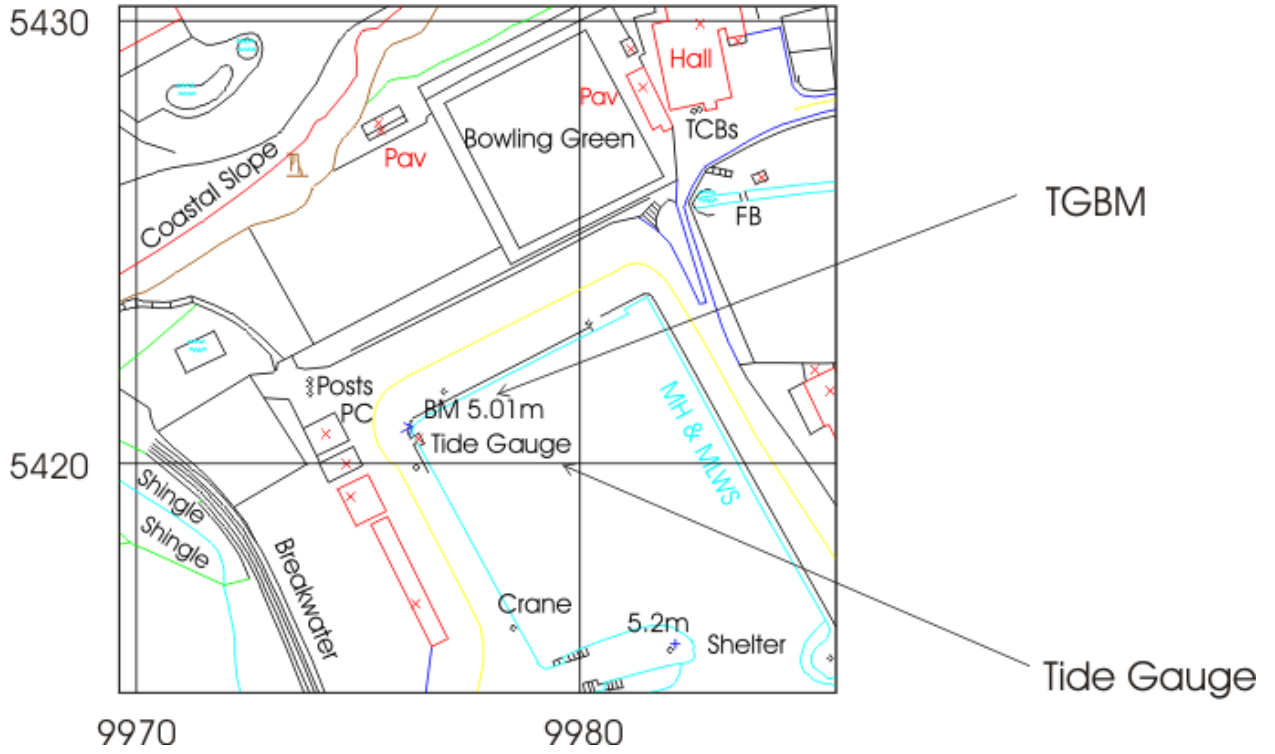 5430
Hall
Pav
Bowling Green
TCBs
Pav
Coastal Slope
TGBM
FB
Posts
PC
BM 5.01m
Tide Gauge
MH & MLWS
5420
Shingle
Shingle
Breakwater
Crane
5.2m
Shelter
Tide Gauge
9970
9980